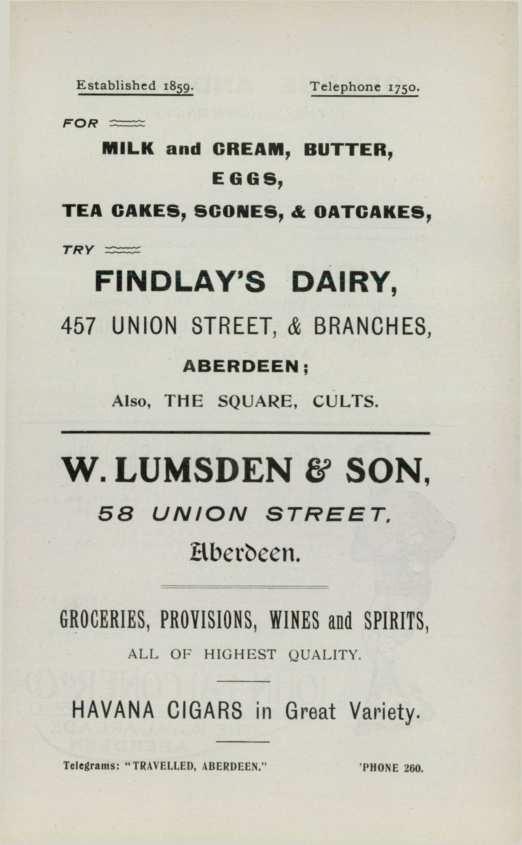 Established 1859. Telephone 1750.
FOR
MILK and CREAM, BUTTER,
EGGS,
TEA CAKES, SCONES, & OATCAKES,
TRY
FINDLAY'S DAIRY,
457 UNION STREET, & BRANCHES,
ABERDEEN;
Also, THE SQUARE, CULTS.
W. LUMSDEN & SON,
58 UNION STREET,
Aberdeen.
GROCERIES, PROVISIONS, WINES and SPIRITS,
ALL OF HIGHEST QUALITY.
HAVANA CIGARS in Great Variety.
Telegrams: "TRAVELLED, ABERDEEN." 'PHONE 260.